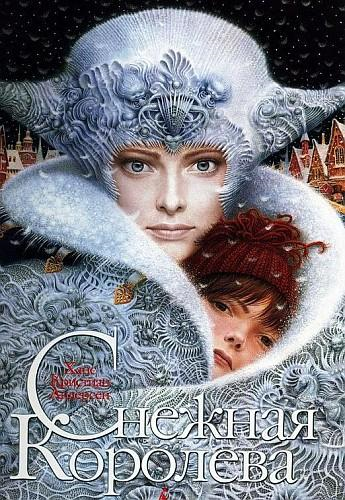 Ханс
Кристиан
Андерсен
Снежная
Королева